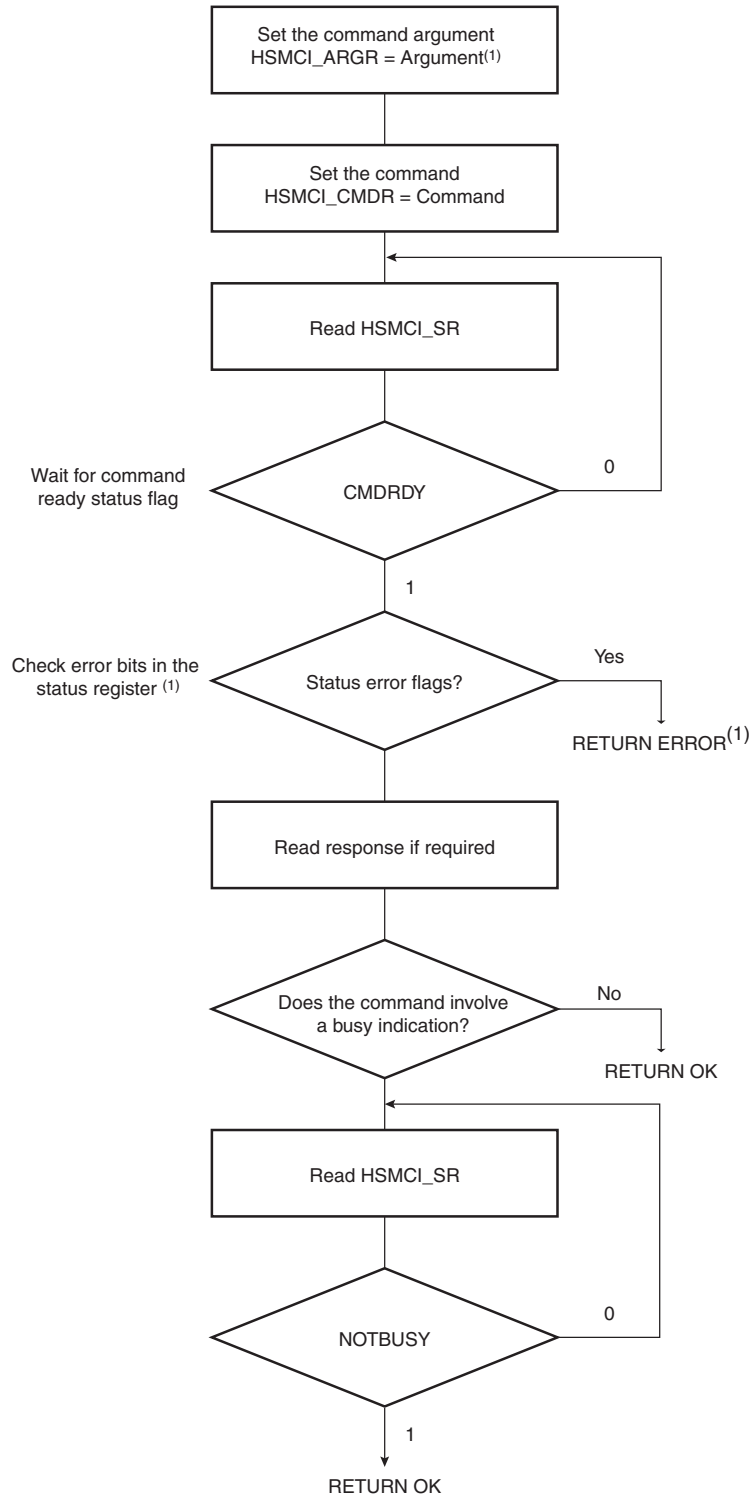 Set the command argument
HSMCI_ARGR = Argument(1)
Set the command
HSMCI_CMDR = Command
Read HSMCI_SR
Wait for command
ready status flag
CMDRDY
0
1
Check error bits in the
status register (1)
Status error flags?
Yes
RETURN ERROR(1)
Read response if required
Does the command involve
a busy indication?
No
RETURN OK
Read HSMCI_SR
NOTBUSY
0
1
RETURN OK